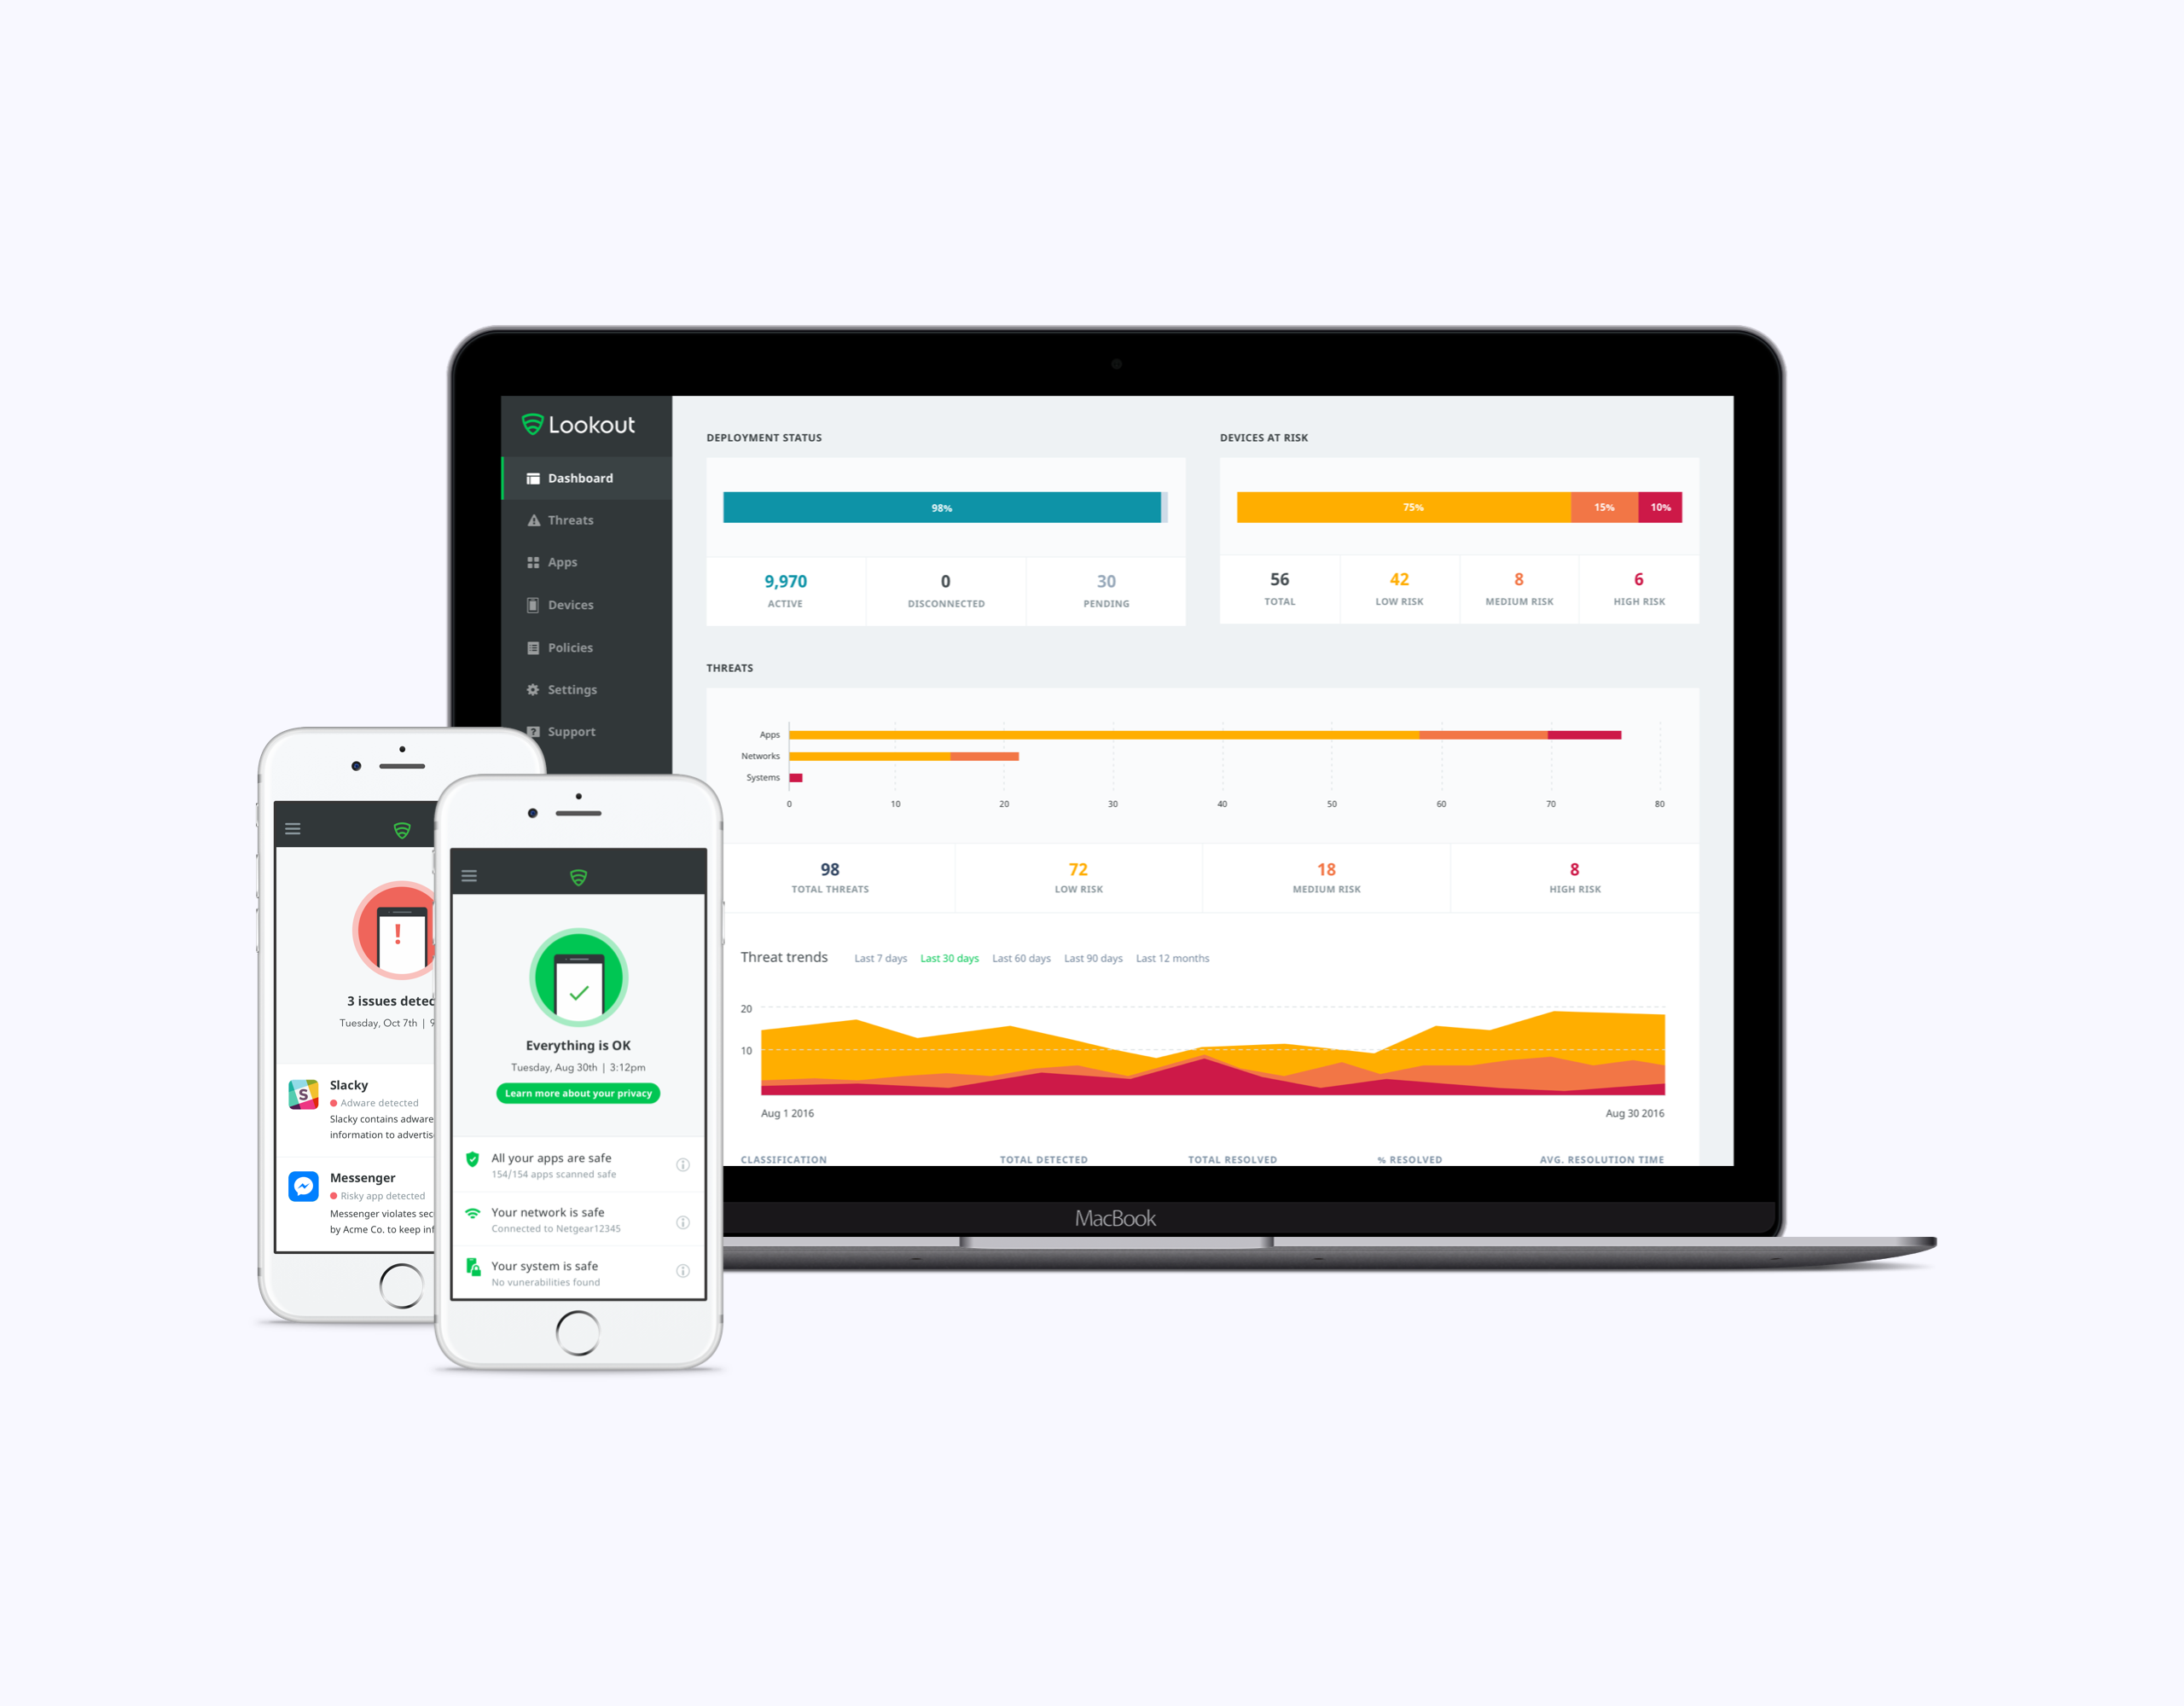 Lookout
Dashboard
Threats
Apps
Devices
Policies
Settings
Support
DEPLOYMENT STATUS
98%
9,970 0 30
ACTIVE DISCONNECTED PENDING
DEVICES AT RISK
75% 15% 10%
56 42 8 6
TOTAL LOW RISK MEDIUM RISK HIGH RISK
THREATS
Apps
Networks
Systems
0 10 20 30 40 50 60 70 80
98 72 18 8
TOTAL THREATS LOW RISK MEDIUM RISK HIGH RISK
Threat trends Last 7 days Last 30 days Last 60 days Last 90 days Last 12 months
20
10
Aug 1 2016 Aug 30 2016
CLASSIFICATION TOTAL DETECTED TOTAL RESOLVED % RESOLVED AVG. RESOLUTION TIME
MacBook
!
3 issues detec
Tuesday, Oct 7th | 9
S
Slacky
Adware detected
Slacky contains adware
information to advertis
Messenger
Risky app detected
Messenger violates sec
by Acme Co. to keep inf
Everything is OK
Tuesday, Aug 30th | 3:12pm
Learn more about your privacy
All your apps are safe
154/154 apps scanned safe
Your network is safe
Connected to Netgear12345
Your system is safe
No vunerabilities found